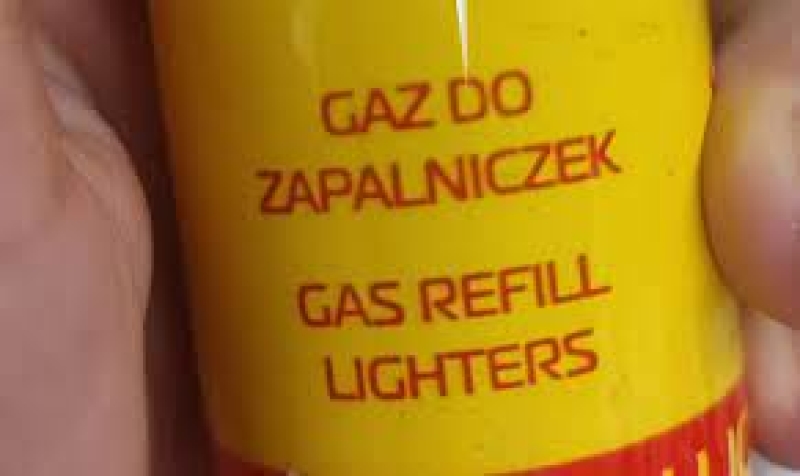 GAZ DO
ZAPALNICZEK
GAS REFILL
LIGHTERS